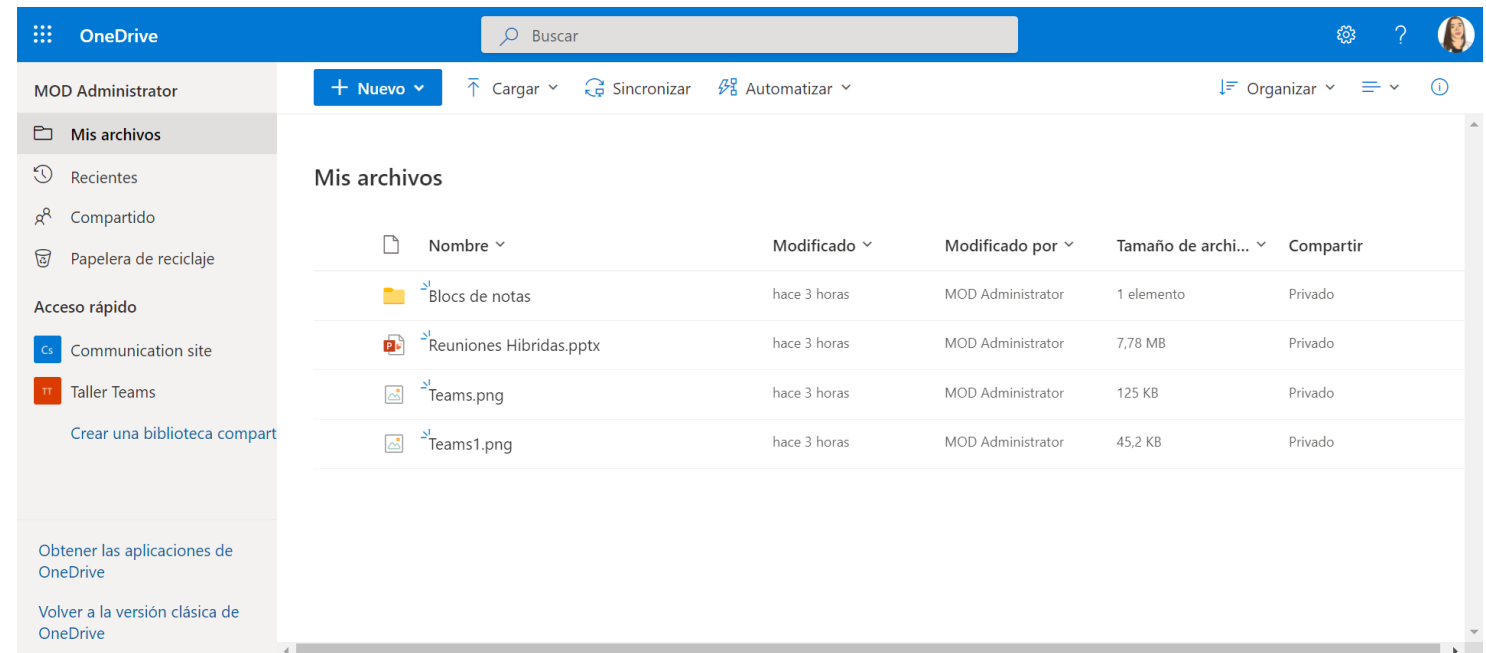 OneDrive
Buscar
?
MOD Administrator
+ Nuevo
Cargar
Sincronizar
Automatizar
Organizar
Mis archivos
Recientes
Compartido
Papelera de reciclaje
Acceso rápido
Cs Communication site
TT Taller Teams
Crear una biblioteca compart
Obtener las aplicaciones de
OneDrive
Volver a la versión clásica de
OneDrive
Mis archivos
Nombre Modificado Modificado por Tamaño de archi... Compartir
Blocs de notas hace 3 horas MOD Administrator 1 elemento Privado
Reuniones Hibridas.pptx hace 3 horas MOD Administrator 7,78 MB Privado
Teams.png hace 3 horas MOD Administrator 125 KB Privado
Teams1.png hace 3 horas MOD Administrator 45,2 KB Privado